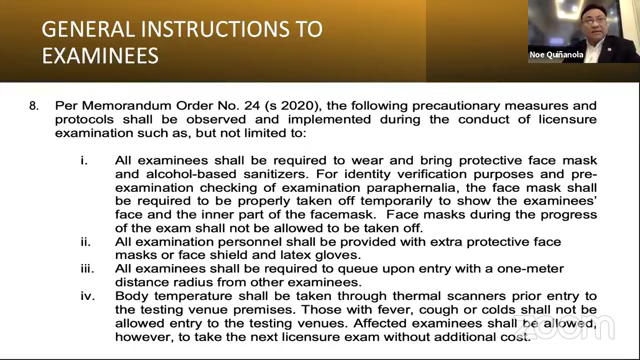 GENERAL INSTRUCTIONS TO
EXAMINEES
Noe Quiñanola
8. Per Memorandum Order No. 24 (s 2020), the following precautionary measures and
protocols shall be observed and implemented during the conduct of licensure
examination such as, but not limited to:
i. All examinees shall be required to wear and bring protective face mask
and alcohol-based sanitizers. For identity verification purposes and pre-
examination checking of examination paraphernalia, the face mask shall
be required to be properly taken off temporarily to show the examinees'
face and the inner part of the facemask. Face masks during the progress
of the exam shall not be allowed to be taken off.
ii. All examination personnel shall be provided with extra protective face
masks or face shield and latex gloves.
iii. All examinees shall be required to queue upon entry with a one-meter
distance radius from other examinees.
iv. Body temperature shall be taken through thermal scanners prior entry to
the testing venue premises. Those with fever, cough or colds shall not be
allowed entry to the testing venues. Affected examinees shall be allowed,
however, to take the next licensure exam without additional cost.
zoom